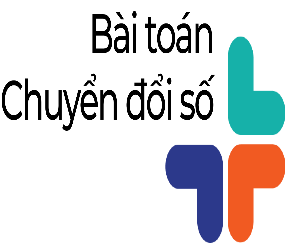 Bài toán
Chuyển đổi số